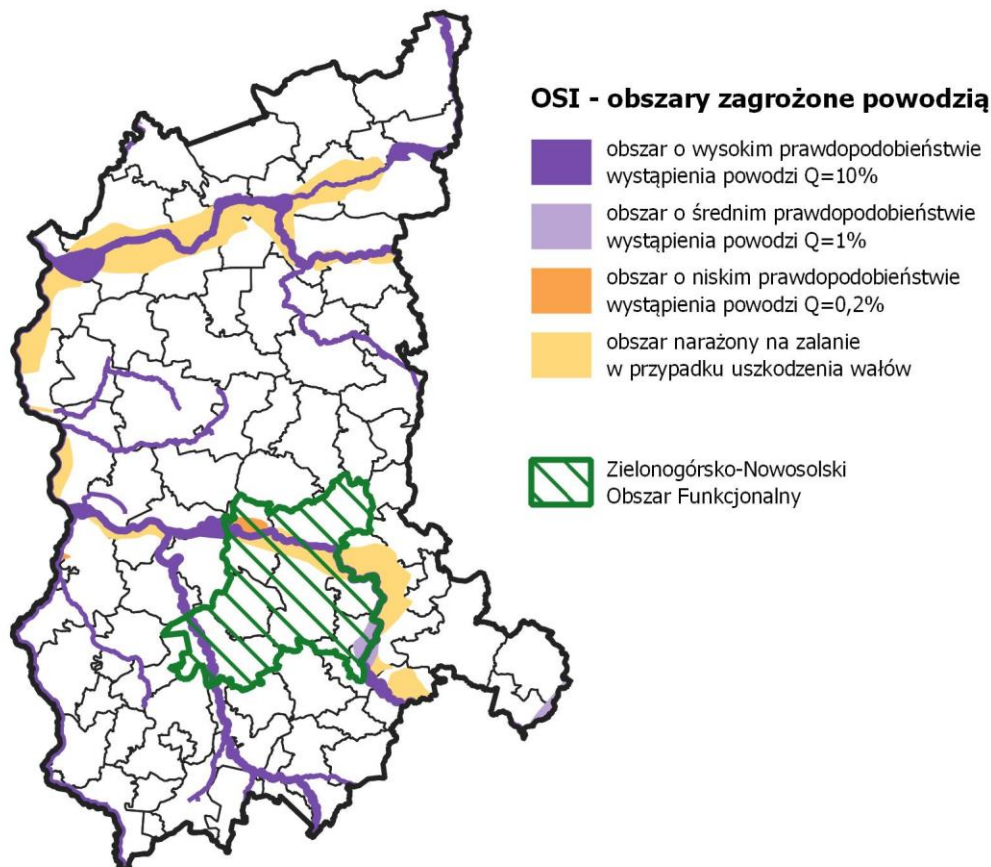 OSI - obszary zagrożone powodzią
obszar o wysokim prawdopodobieństwie
wystąpienia powodzi Q=10%
obszar o średnim prawdopodobieństwie
wystąpienia powodzi Q=1%
obszar o niskim prawdopodobieństwie
wystąpienia powodzi Q=0,2%
obszar narażony na zalanie
w przypadku uszkodzenia wałów
Zielonogórsko-Nowosolski
Obszar Funkcjonalny